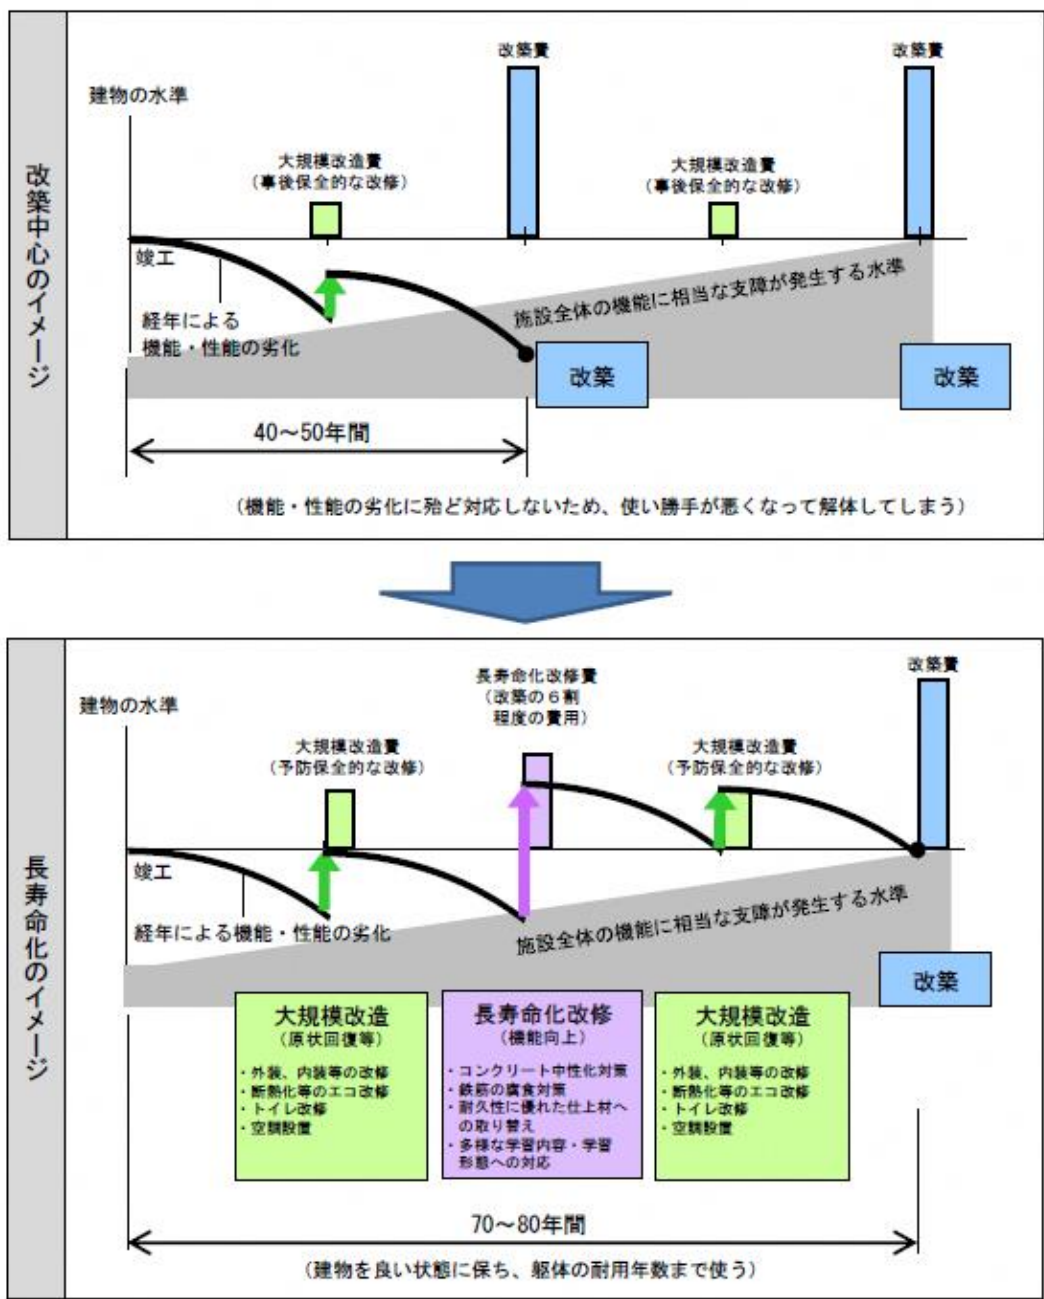 改築中心のイメージ
改築費
改築費
建物の水準
大規模改造費
（事後保全的な改修）
大規模改造費
（事後保全的な改修）
竣工
経年による
機能・性能の劣化
施設全体の機能に相当な支障が発生する水準
改築
改築
40～50年間
（機能・性能の劣化に殆ど対応しないため、使い勝手が悪くなって解体してしまう）
長寿命化のイメージ
改築費
長寿命化改修費
（改築の６割
程度の費用）
建物の水準
大規模改造費
（予防保全的な改修）
大規模改造費
（予防保全的な改修）
竣工
経年による機能・性能の劣化
施設全体の機能に相当な支障が発生する水準
改築
大規模改造
（原状回復等）
・外装、内装等の改修
・断熱化等のエコ改修
・トイレ改修
・空調設置
長寿命化改修
（機能向上）
・コンクリート中性化対策
・鉄筋の腐食対策
・耐久性に優れた仕上材へ
の取り替え
・多様な学習内容・学習
形態への対応
大規模改造
（原状回復等）
・外装、内装等の改修
・断熱化等のエコ改修
・トイレ改修
・空調設置
70～80年間
（建物を良い状態に保ち、躯体の耐用年数まで使う）